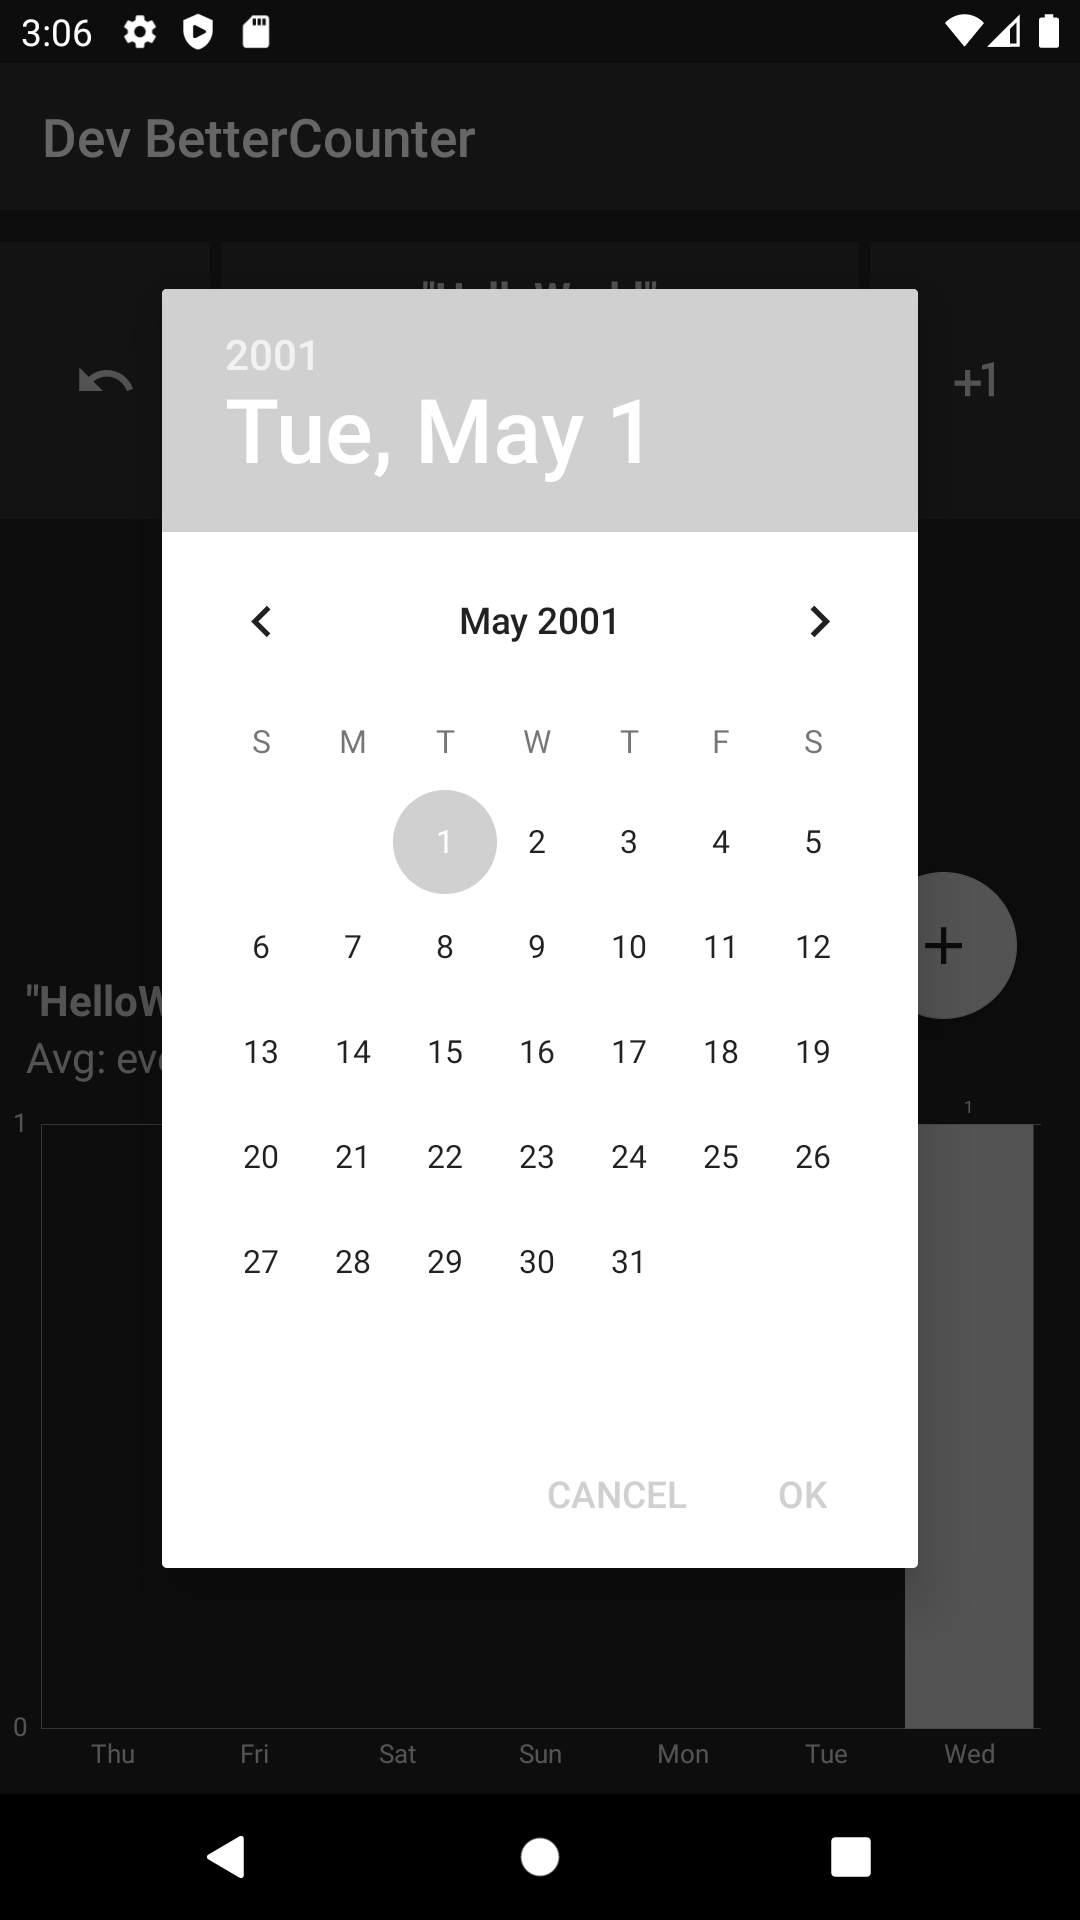 3:06
Dev BetterCounter
"HelloWorld"
+1
2001
Tue, May 1
May 2001
S M T W T F S
1 2 3 4 5
6 7 8 9 10 11 12
13 14 15 16 17 18 19
20 21 22 23 24 25 26
27 28 29 30 31
CANCEL OK
"HelloW
Avg: eve
1
1
0
Thu Fri Sat Sun Mon Tue Wed